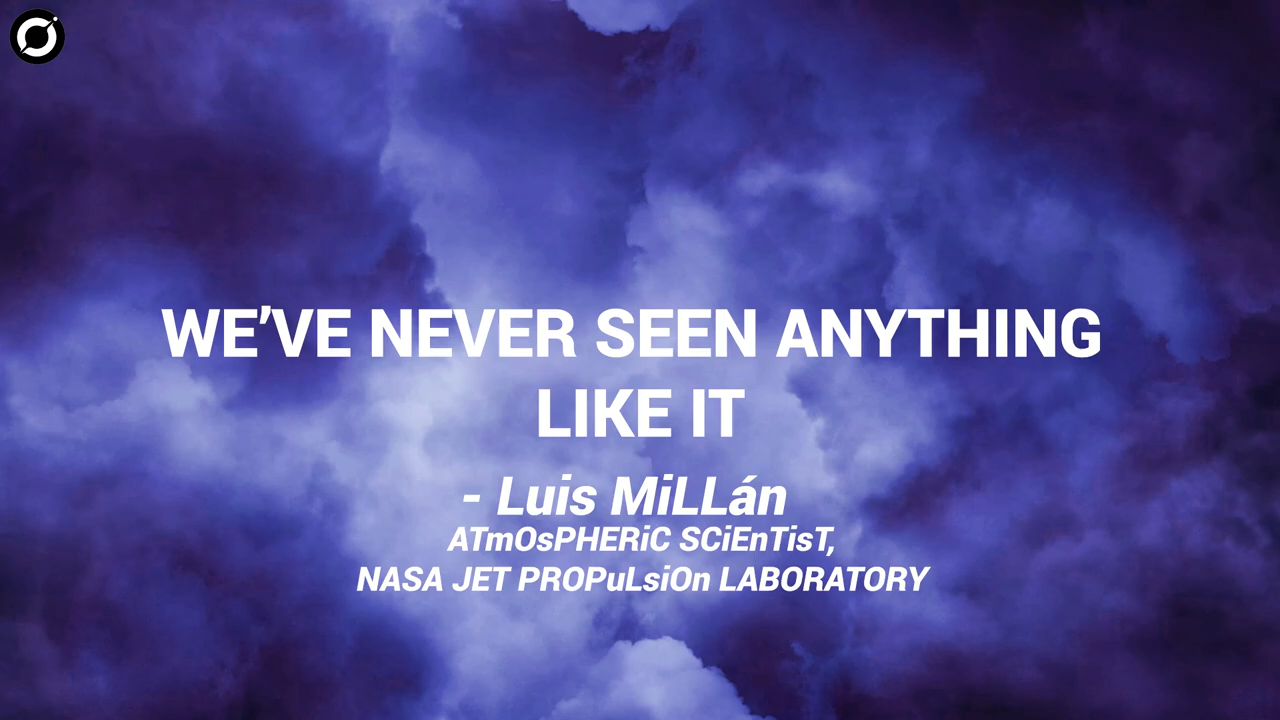 WE'VE NEVER SEEN ANYTHING
LIKE IT
- Luis MiLLán
ATmOsPHERiC SCiEnTisT,
NASA JET PROPuLsiOn LABORATORY